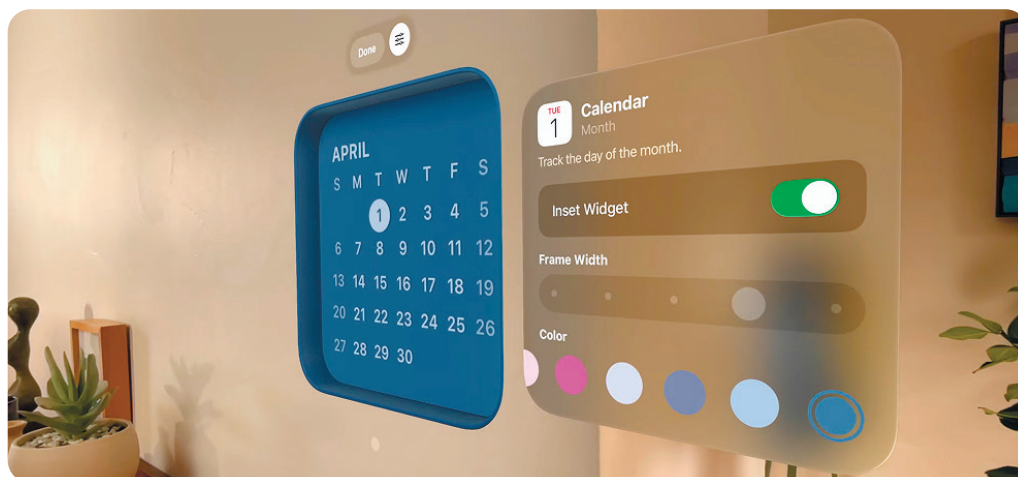 Done
APRIL
S M T W T F S
1 2 3 4 5
6 7 8 9 10 11 12
13 14 15 16 17 18 19
20 21 22 23 24 25 26
27 28 29 30
TUE
1
Calendar
Month
Track the day of the month.
Inset Widget
Frame Width
Color